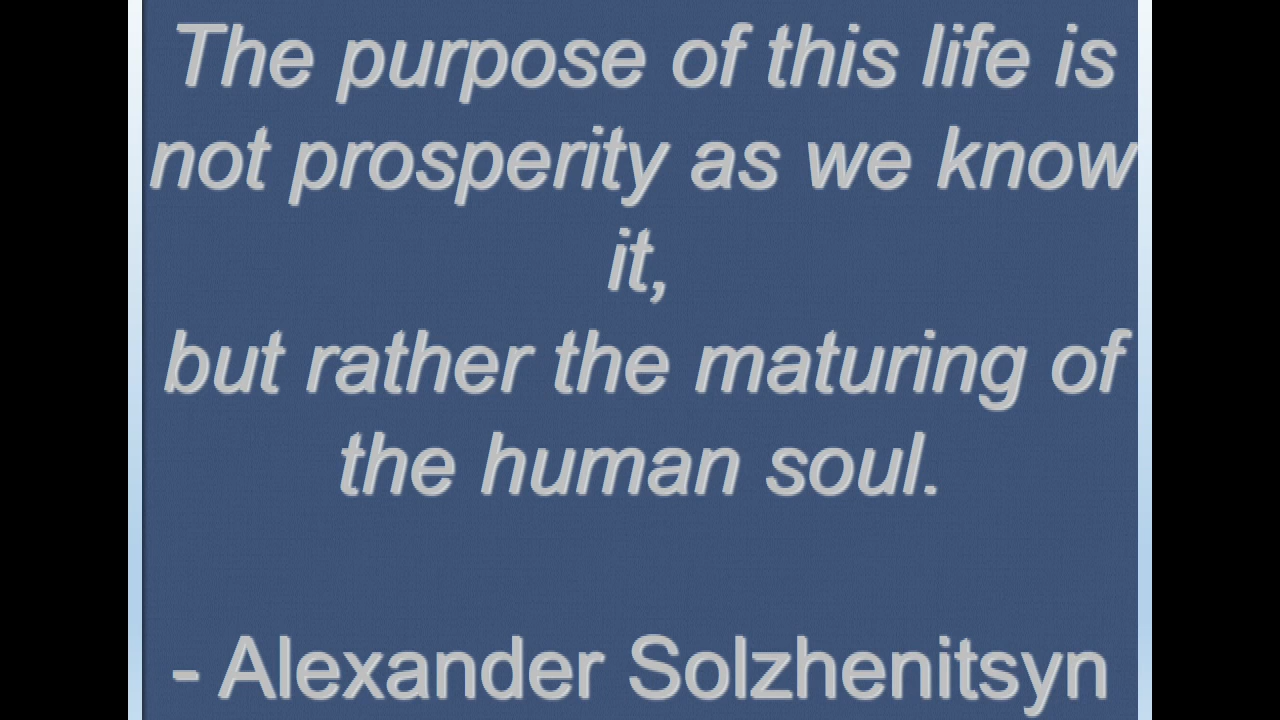 The purpose of this life is
not prosperity as we know
it,
but rather the maturing of
the human soul.
- Alexander Solzhenitsyn